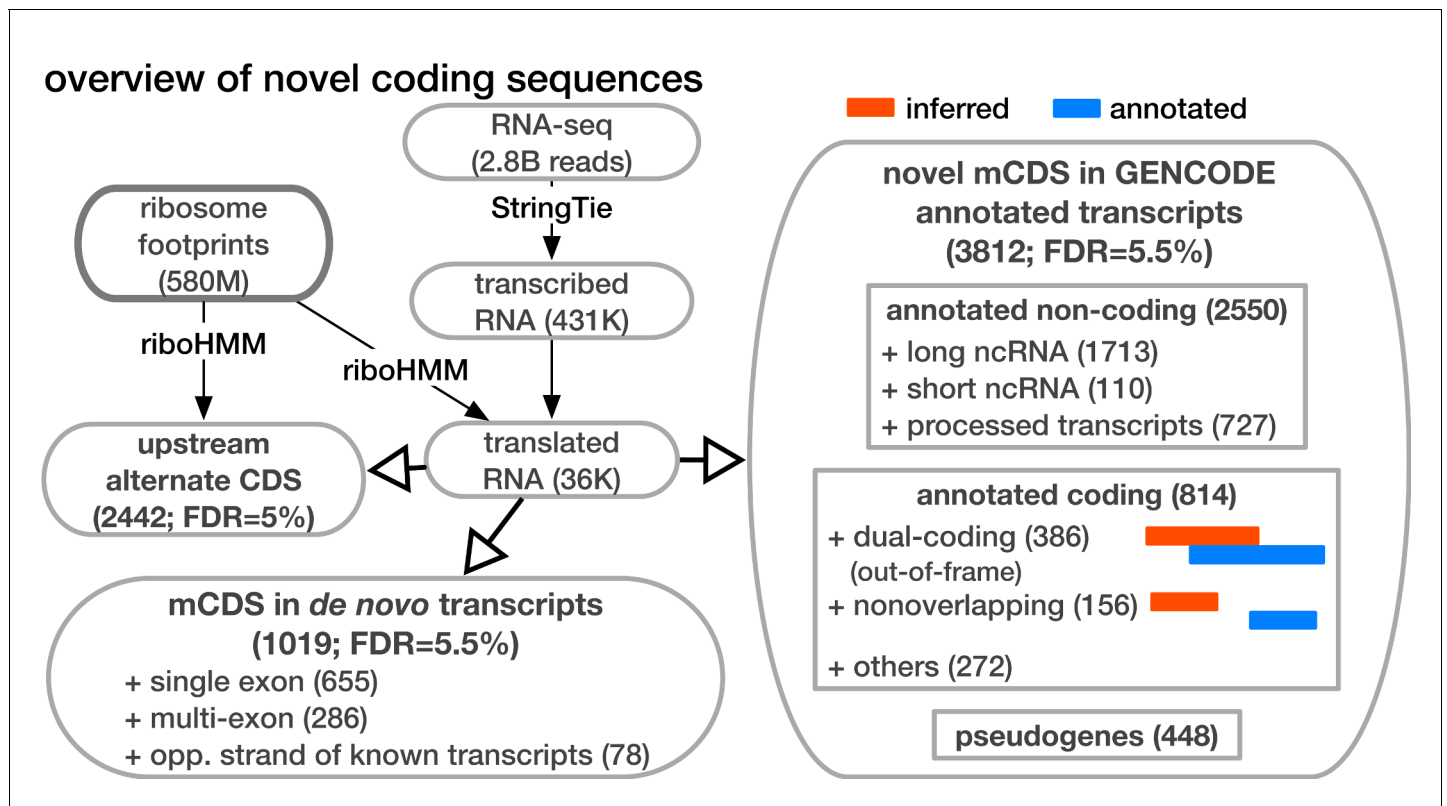 overview of novel coding sequences
RNA-seq
(2.8B reads)
StringTie
ribosome
footprints
(580M)
transcribed
RNA (431K)
riboHMM
riboHMM
upstream
alternate CDS
(2442; FDR=5%)
translated
RNA (36K)
mCDS in de novo transcripts
(1019; FDR=5.5%)
+ single exon (655)
+ multi-exon (286)
+ opp. strand of known transcripts (78)
inferred
annotated
novel mCDS in GENCODE
annotated transcripts
(3812; FDR=5.5%)
annotated non-coding (2550)
+ long ncRNA (1713)
+ short ncRNA (110)
+ processed transcripts (727)
annotated coding (814)
+ dual-coding (386)
(out-of-frame)
+ nonoverlapping (156)
+ others (272)
pseudogenes (448)